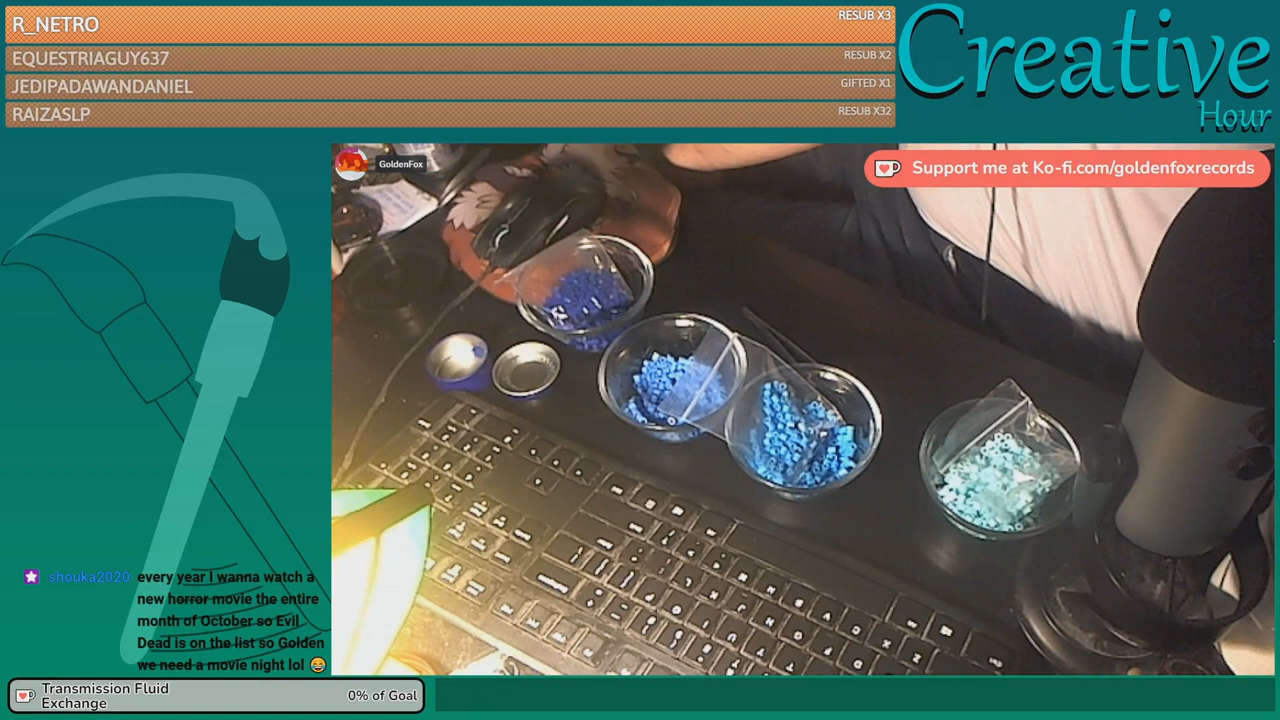 R_NETRO
RESUB X3
EQUESTRIAGUY637
RESUB X2
JEDIPADAWANDANIEL
GIFTED X1
RAIZASLP
RESUB X32
Creative
Hour
GoldenFox
Support me at Ko-fi.com/goldenfoxrecords
shouka2020 every year I wanna watch a
new horror movie the entire
month of October so Evil
Dead is on the list so Golden
we need a movie night lol 😂
Transmission Fluid
Exchange
0% of Goal